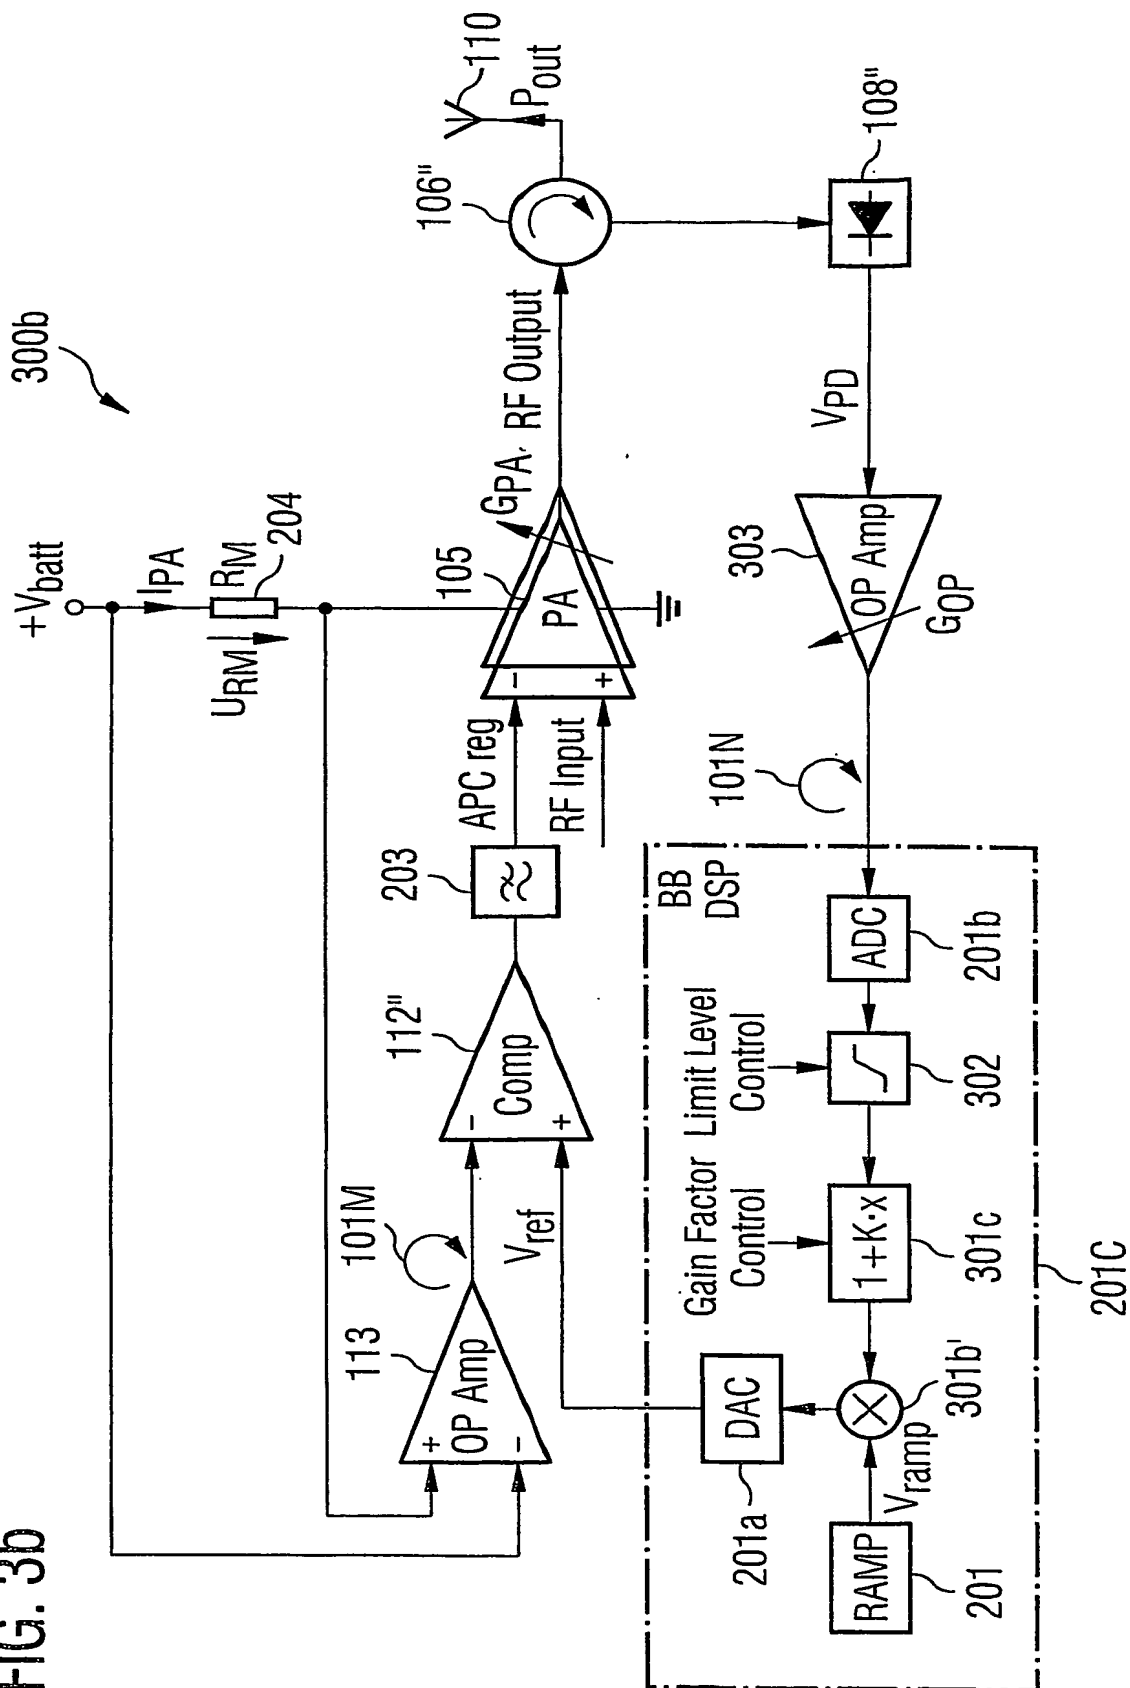 FIG. 3b
300b
+Vbatt
IPA
RM
204
URM
110
Pout
106"
GPA, RF Output
105
PA
-
+
APC reg
RF Input
203
112"
Comp
-
+
101M
Vref
113
OP Amp
+
-
108"
VPD
303
OP Amp
GOP
101N
BB
DSP
ADC
201b
Limit Level
Control
302
Gain Factor
Control
1+K·x
301c
301b'
DAC
201a
Vramp
RAMP
201
201C